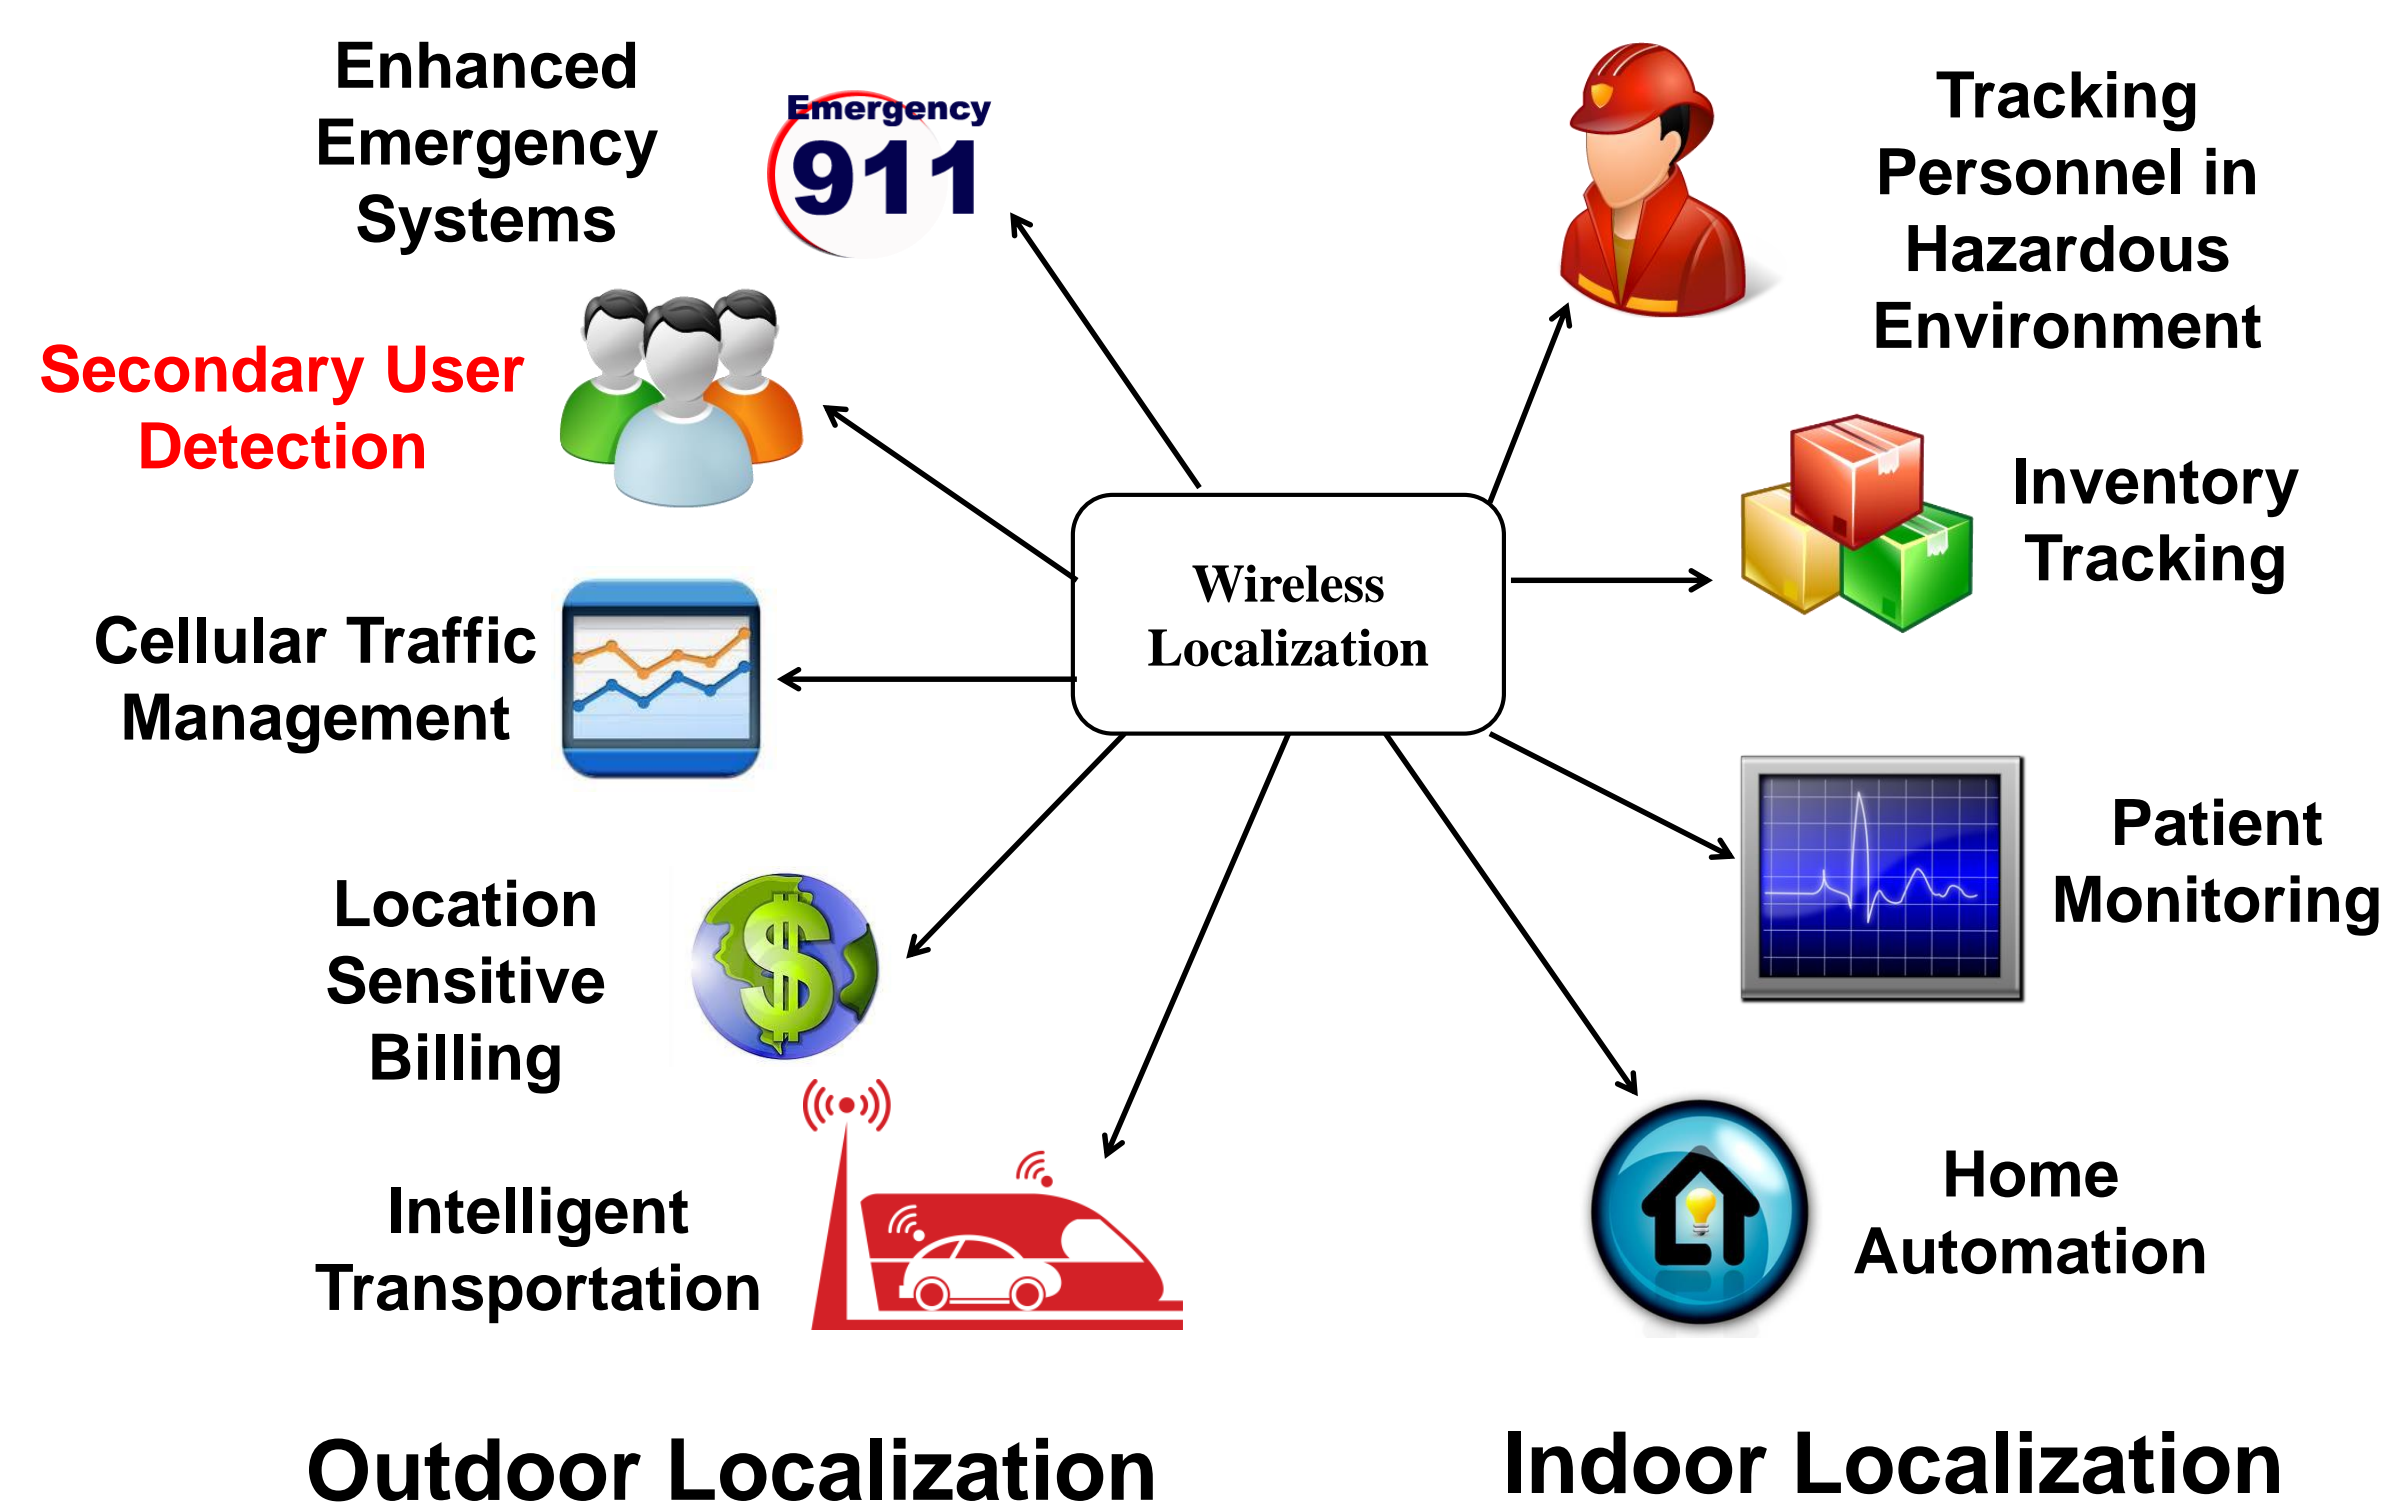 Enhanced
Emergency
Systems
Emergency
911
Secondary User
Detection
Cellular Traffic
Management
Location
Sensitive
Billing
$
Intelligent
Transportation
Outdoor Localization
Wireless
Localization
Tracking
Personnel in
Hazardous
Environment
Inventory
Tracking
Patient
Monitoring
Home
Automation
Indoor Localization